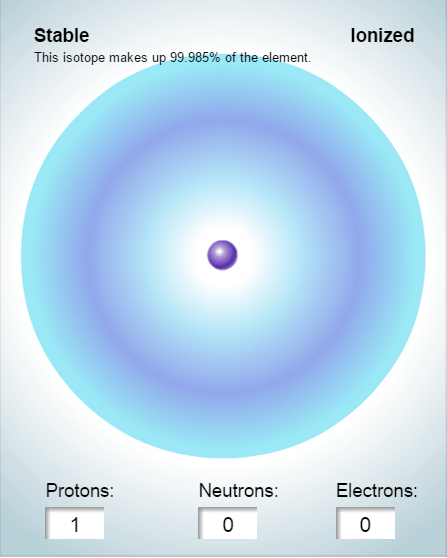 Stable Ionized
This isotope makes up 99.985% of the element.
Protons: Neutrons: Electrons:
1 0 0